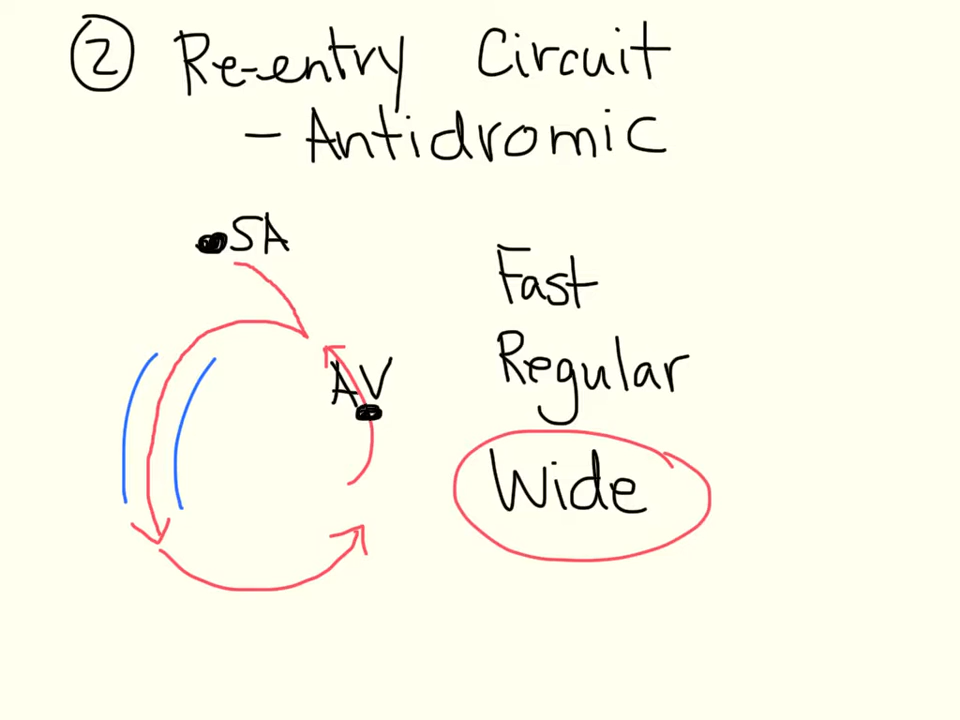 ② Re-entry Circuit
- Antidromic
SA
AV
Fast
Regular
Wide